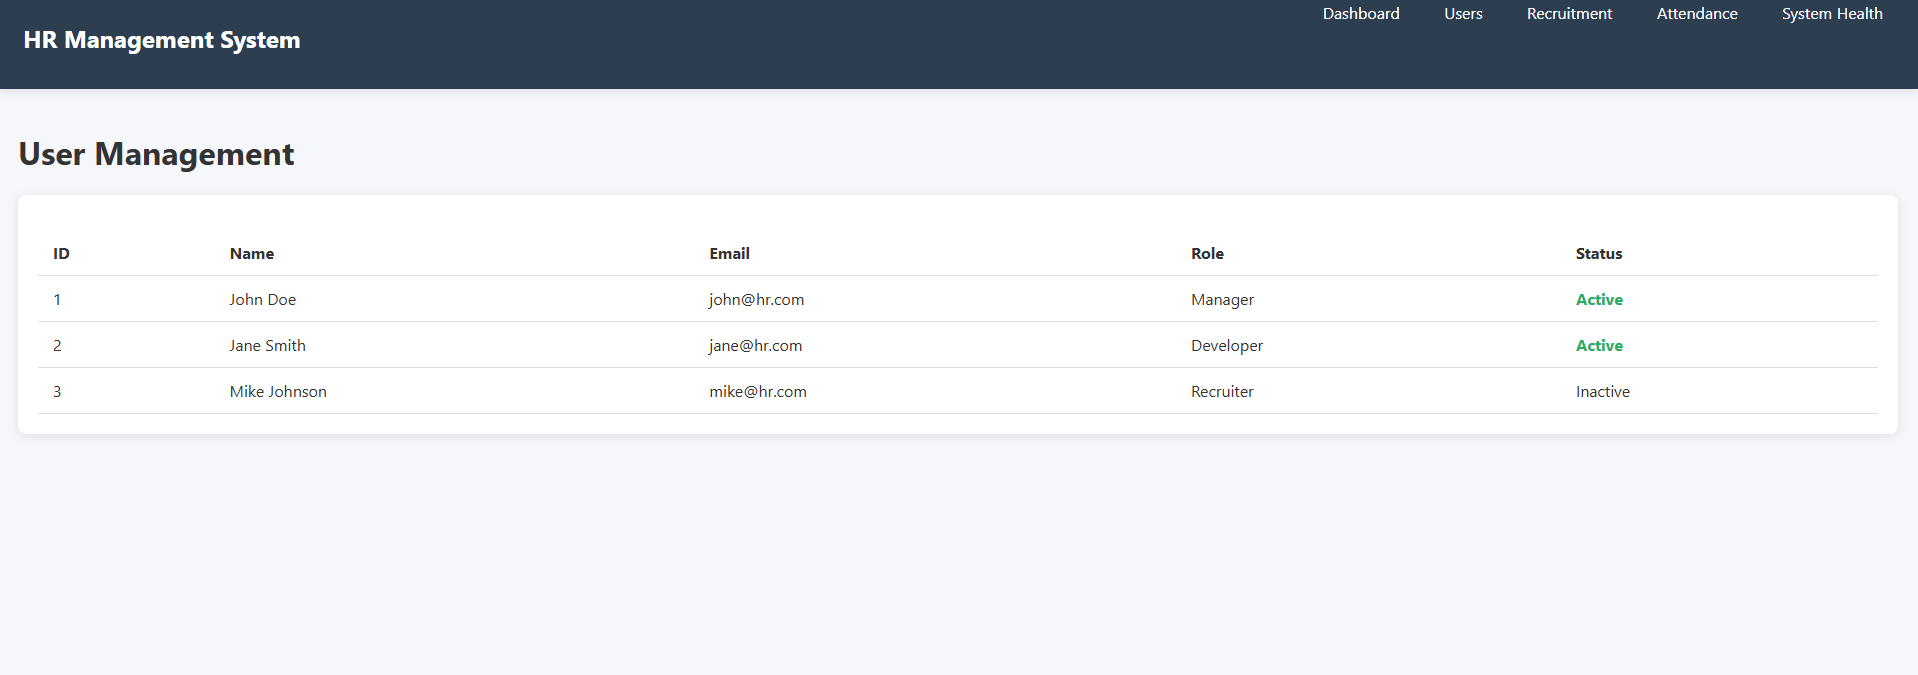 Dashboard Users Recruitment Attendance System Health
HR Management System
User Management
ID Name Email Role Status
1 John Doe john@hr.com Manager Active
2 Jane Smith jane@hr.com Developer Active
3 Mike Johnson mike@hr.com Recruiter Inactive